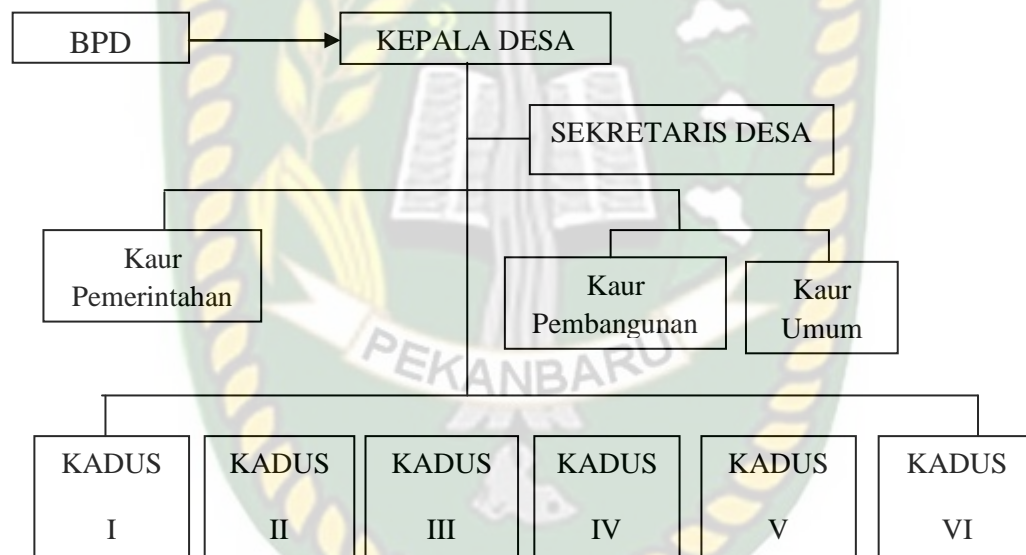 BPD
KEPALA DESA
SEKRETARIS DESA
Kaur
Pemerintahan
Kaur
Pembangunan
Kaur
Umum
PEKANBARU
KADUS
I
KADUS
II
KADUS
III
KADUS
IV
KADUS
V
KADUS
VI